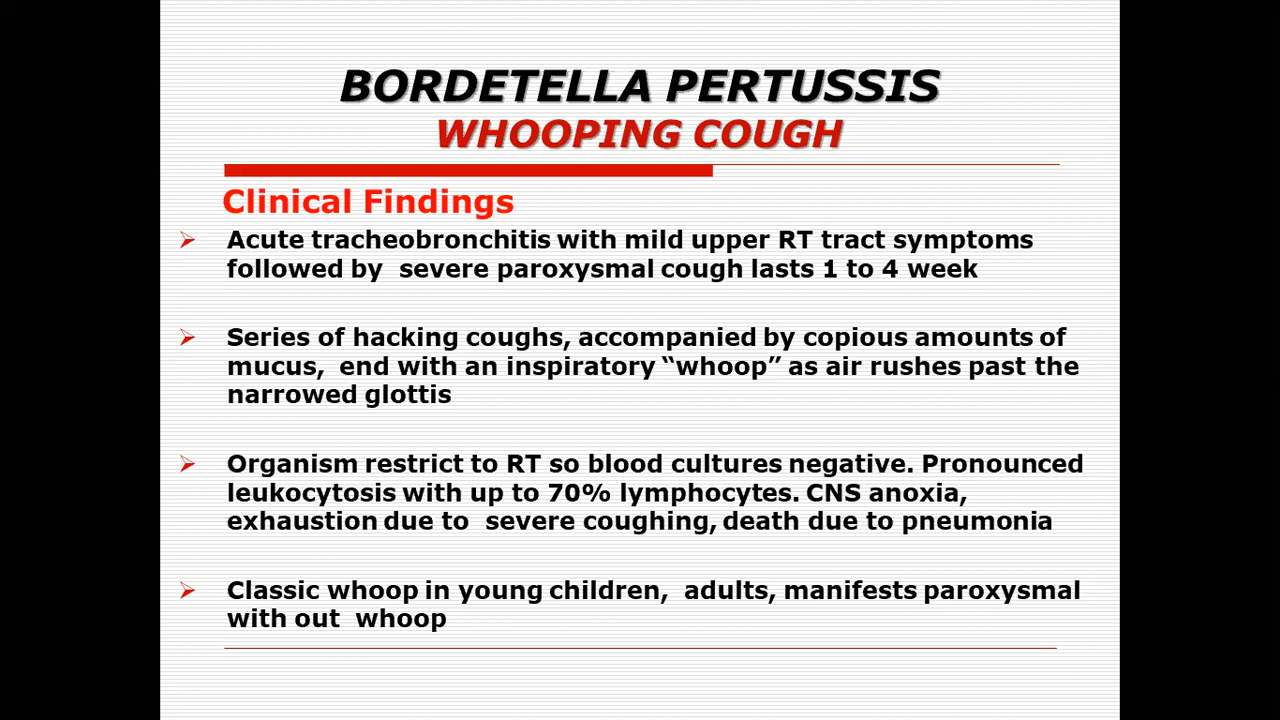 BORDETELLA PERTUSSIS
WHOOPING COUGH
Clinical Findings
Acute tracheobronchitis with mild upper RT tract symptoms
followed by severe paroxysmal cough lasts 1 to 4 week
Series of hacking coughs, accompanied by copious amounts of
mucus, end with an inspiratory “whoop” as air rushes past the
narrowed glottis
Organism restrict to RT so blood cultures negative. Pronounced
leukocytosis with up to 70% lymphocytes. CNS anoxia,
exhaustion due to severe coughing, death due to pneumonia
Classic whoop in young children, adults, manifests paroxysmal
with out whoop